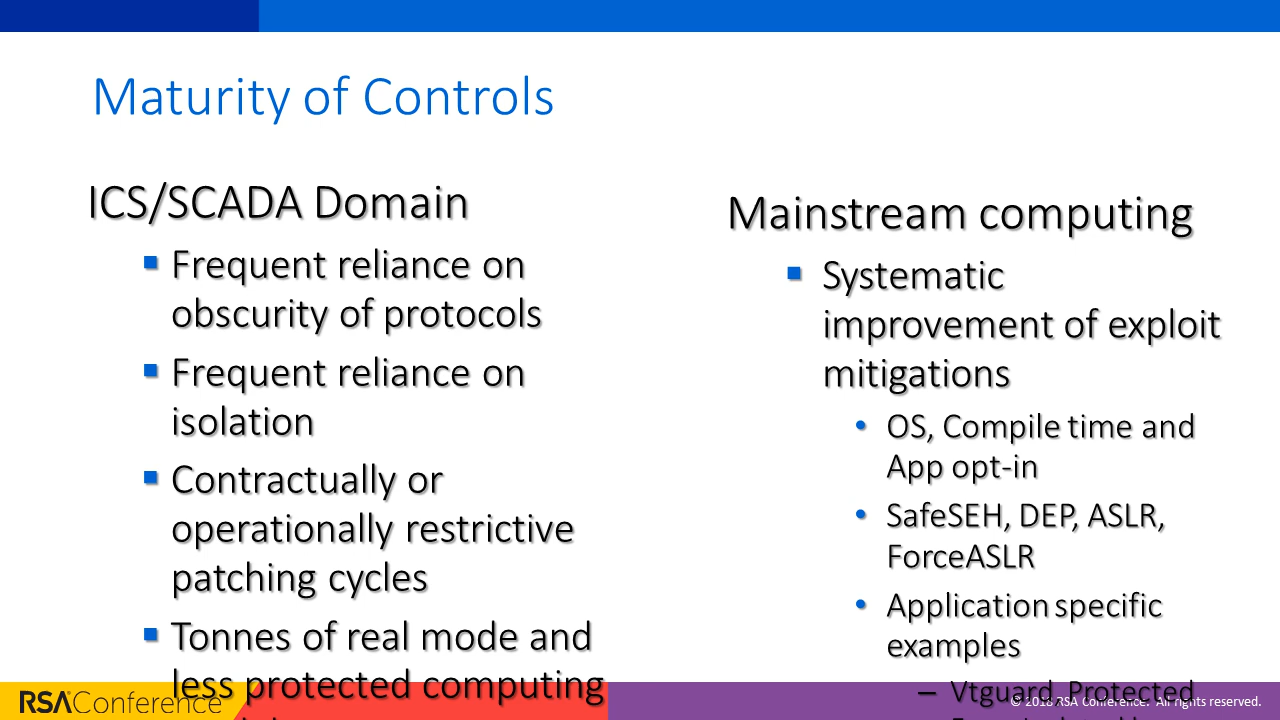 Maturity of Controls
ICS/SCADA Domain
Frequent reliance on
obscurity of protocols
Frequent reliance on
isolation
Contractually or
operationally restrictive
patching cycles
Tonnes of real mode and
less protected computing
Mainstream computing
Systematic
improvement of exploit
mitigations
OS, Compile time and
App opt-in
SafeSEH, DEP, ASLR,
ForceASLR
Application specific
examples
– Vtguard, Protected
RSAConference
© 2018 RSA Conference. All rights reserved.